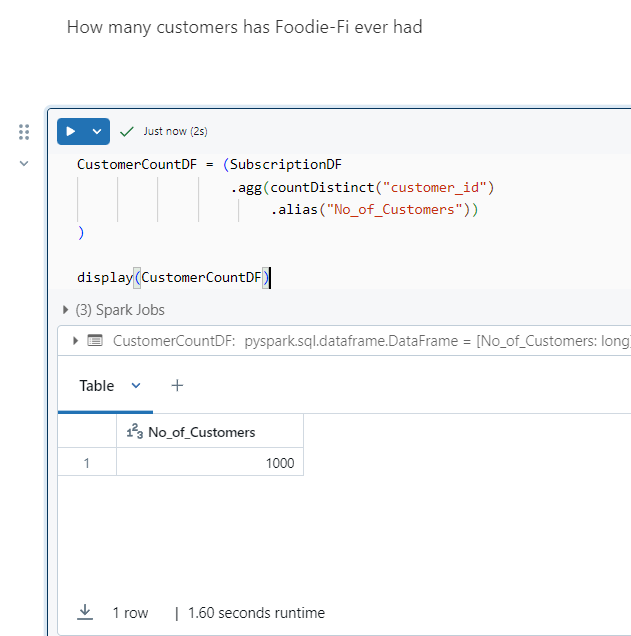 How many customers has Foodie-Fi ever had
Just now (2s)
CustomerCountDF = (SubscriptionDF
.agg(countDistinct("customer_id")
.alias("No_of_Customers"))
)
display(CustomerCountDF)
(3) Spark Jobs
CustomerCountDF: pyspark.sql.dataframe.DataFrame = [No_of_Customers: long]
Table +
123 No_of_Customers
1 1000
1 row | 1.60 seconds runtime